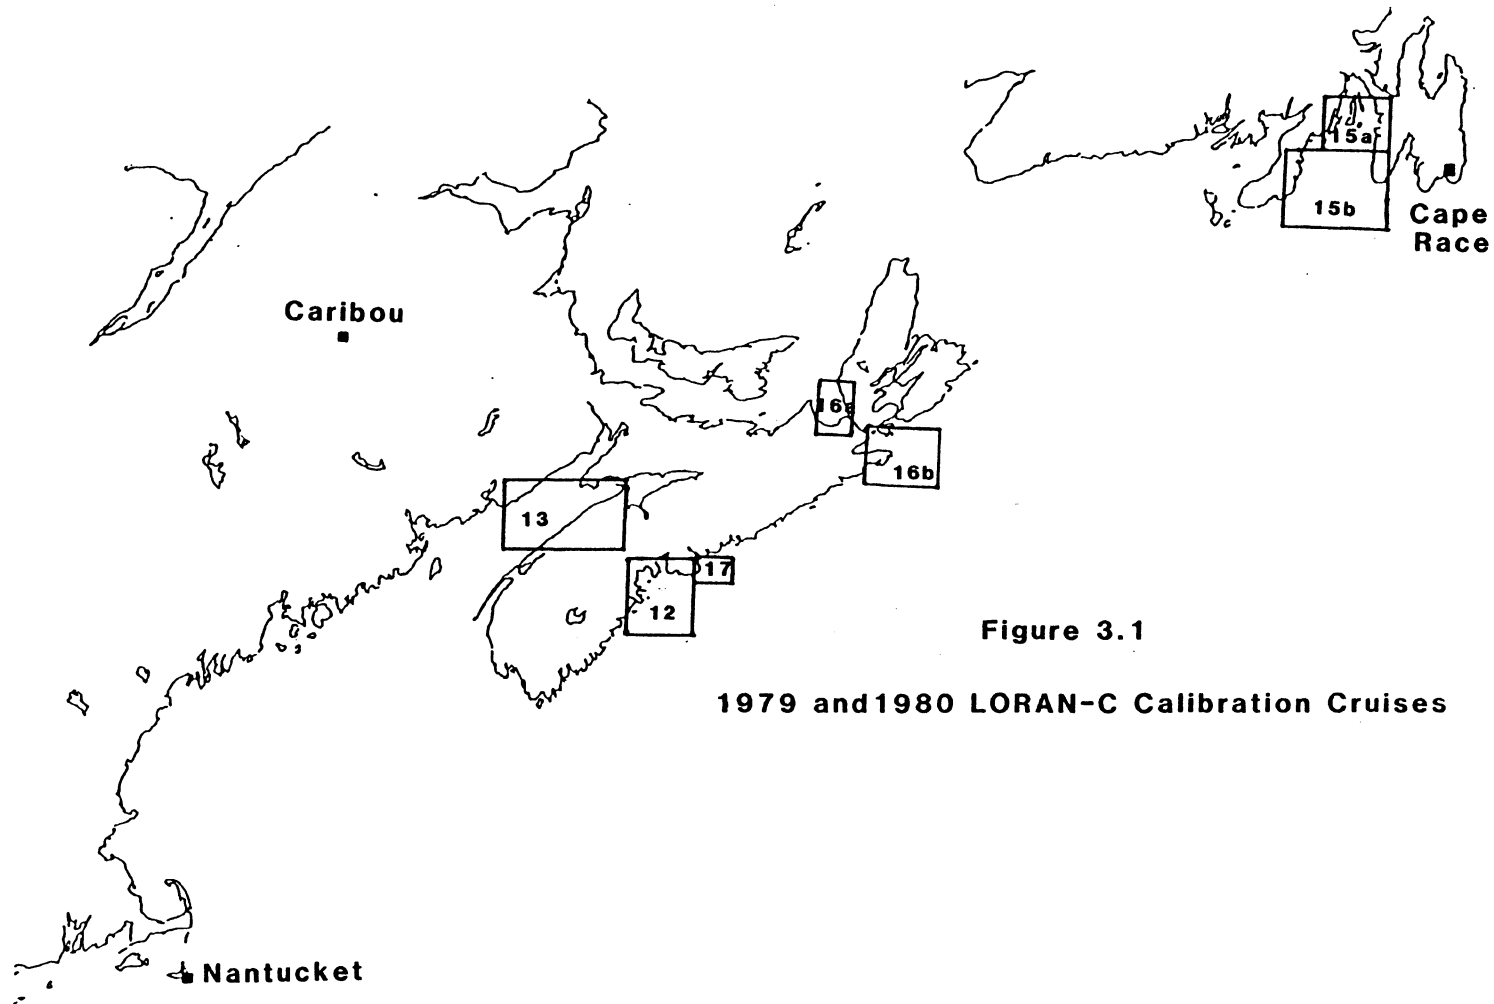 15a
15b
Cape
Race
Caribou
16a
16b
13
17
12
Figure 3.1
1979 and 1980 LORAN-C Calibration Cruises
Nantucket